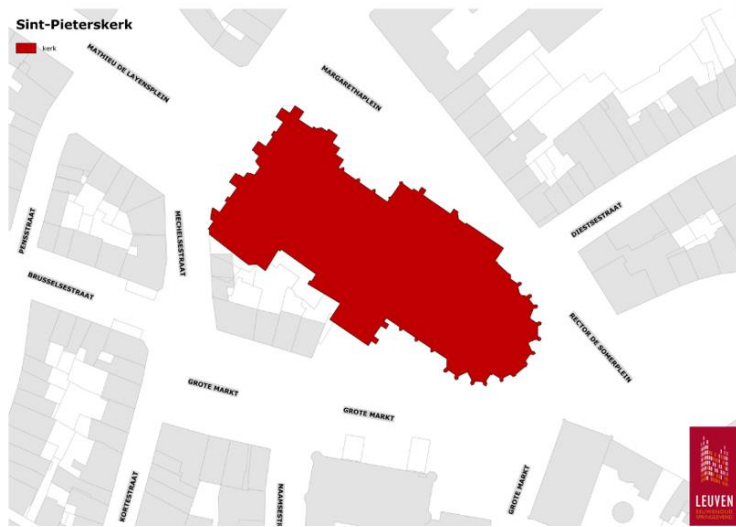 Sint-Pieterskerk
kerk
MATHIEU DE LAYENSPLEIN
MARGARETHAPLEIN
PENSSTRAAT
MECHELSESTRAAT
DIESTSESTRAAT
BRUSSELSESTRAAT
RECTOR DE SOMERPLEIN
GROTE MARKT
GROTE MARKT
KORTESTRAAT
GROTE MARKT
LEUVEN